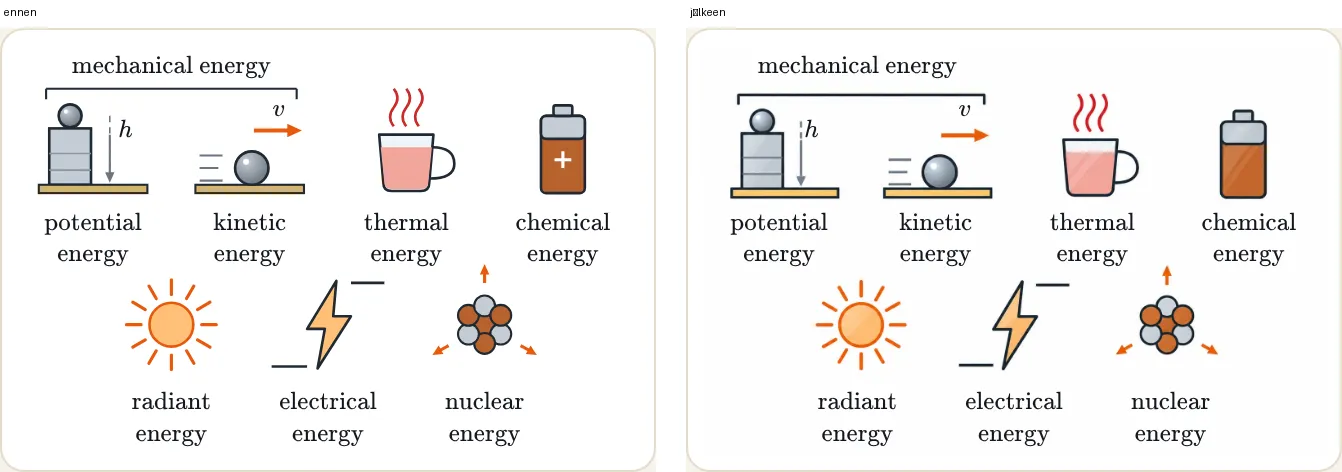 ennen
mechanical energy
v
h
+
potential
energy
kinetic
energy
thermal
energy
chemical
energy
radiant
energy
electrical
energy
nuclear
energy
j▯lkeen
mechanical energy
v
h
potential
energy
kinetic
energy
thermal
energy
chemical
energy
radiant
energy
electrical
energy
nuclear
energy